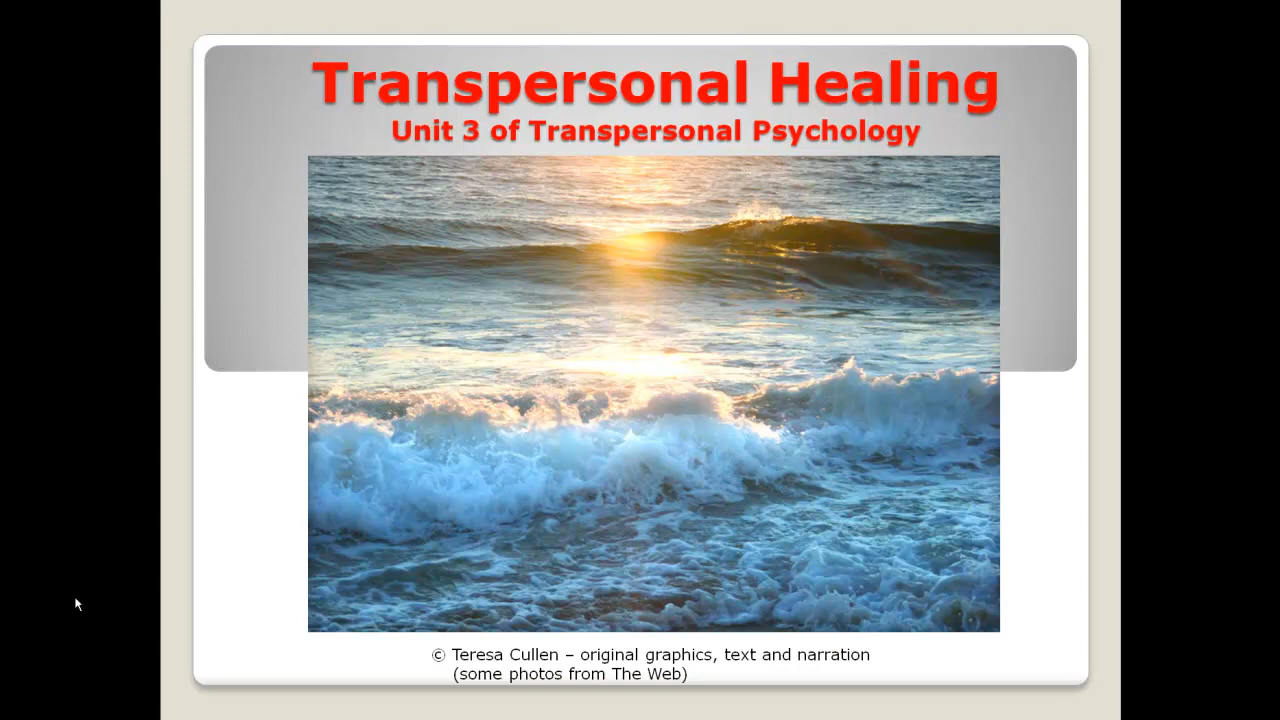 Transpersonal Healing
Unit 3 of Transpersonal Psychology
© Teresa Cullen – original graphics, text and narration
(some photos from The Web)